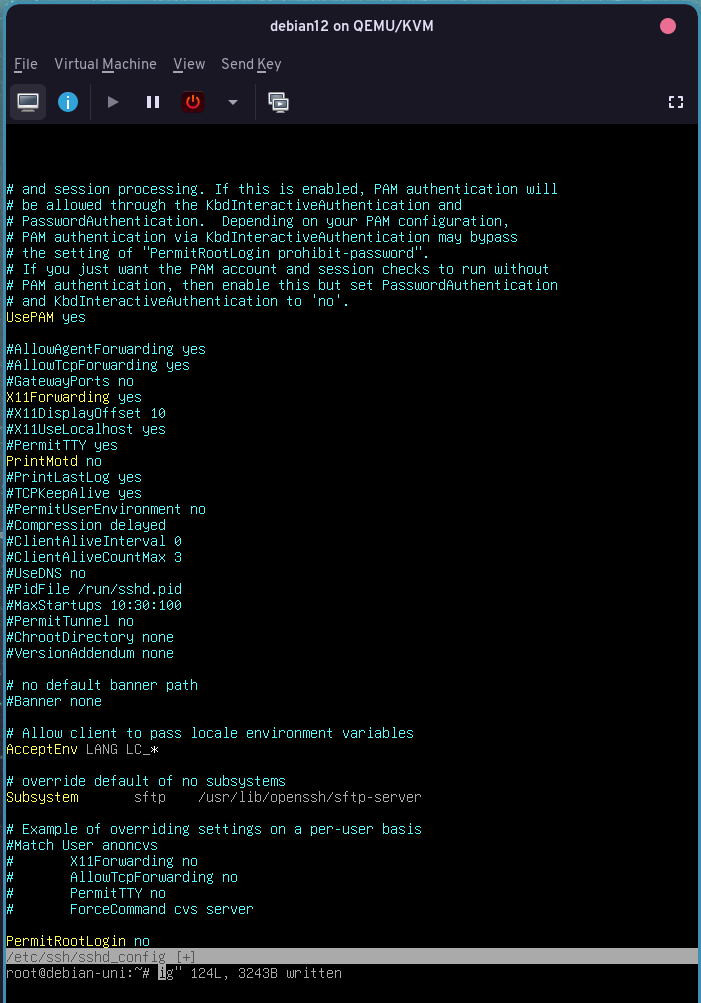 debian12 on QEMU/KVM
File Virtual Machine View Send Key
# and session processing. If this is enabled, PAM authentication will
# be allowed through the KbdInteractiveAuthentication and
# PasswordAuthentication.  Depending on your PAM configuration,
# PAM authentication via KbdInteractiveAuthentication may bypass
# the setting of "PermitRootLogin prohibit-password".
# If you just want the PAM account and session checks to run without
# PAM authentication, then enable this but set PasswordAuthentication
# and KbdInteractiveAuthentication to 'no'.
UsePAM yes
#AllowAgentForwarding yes
#AllowTcpForwarding yes
#GatewayPorts no
X11Forwarding yes
#X11DisplayOffset 10
#X11UseLocalhost yes
#PermitTTY yes
PrintMotd no
#PrintLastLog yes
#TCPKeepAlive yes
#PermitUserEnvironment no
#Compression delayed
#ClientAliveInterval 0
#ClientAliveCountMax 3
#UseDNS no
#PidFile /run/sshd.pid
#MaxStartups 10:30:100
#PermitTunnel no
#ChrootDirectory none
#VersionAddendum none
# no default banner path
#Banner none
# Allow client to pass locale environment variables
AcceptEnv LANG LC_*
# override default of no subsystems
Subsystem       sftp    /usr/lib/openssh/sftp-server
# Example of overriding settings on a per-user basis
#Match User anoncvs
#       X11Forwarding no
#       AllowTcpForwarding no
#       PermitTTY no
#       ForceCommand cvs server
PermitRootLogin no
/etc/ssh/sshd_config [+]
root@debian-uni:~# ig" 124L, 3243B written